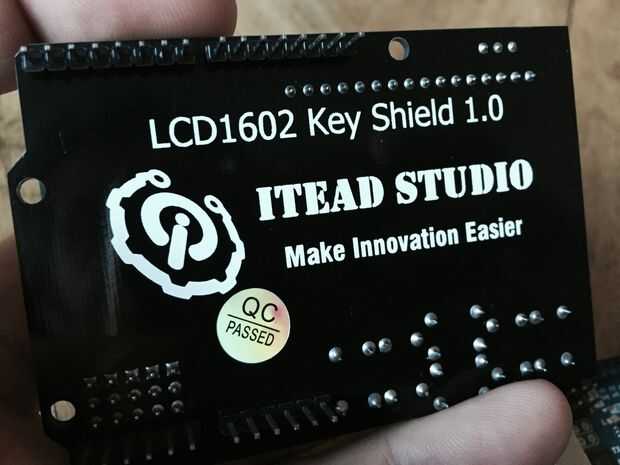 LCD1602 Key Shield 1.0
ITEAD STUDIO
Make Innovation Easier
QC
PASSED